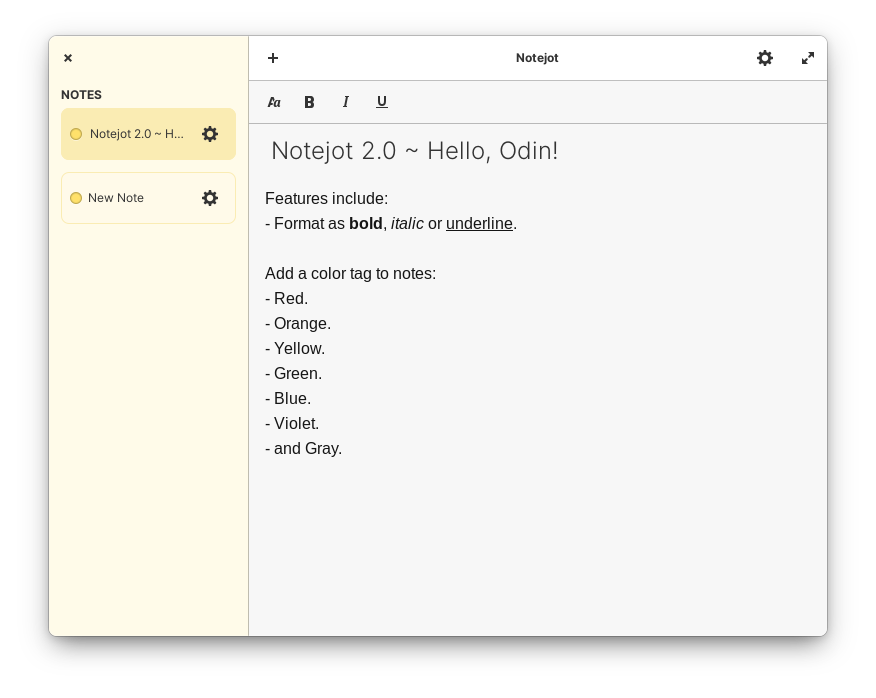 Notejot
NOTES
Notejot 2.0 ~ H...
New Note
Aa B I U
Notejot 2.0 ~ Hello, Odin!
Features include:
- Format as bold, italic or underline.
Add a color tag to notes:
- Red.
- Orange.
- Yellow.
- Green.
- Blue.
- Violet.
- and Gray.